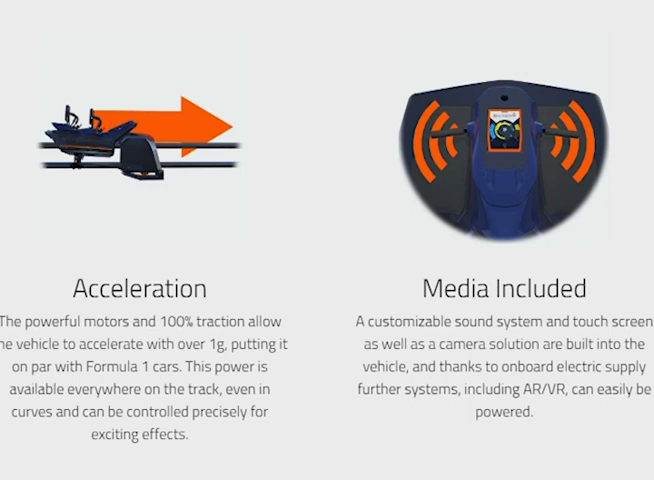 Acceleration
The powerful motors and 100% traction allow
he vehicle to accelerate with over 1g, putting it
on par with Formula 1 cars. This power is
available everywhere on the track, even in
curves and can be controlled precisely for
exciting effects.
Media Included
A customizable sound system and touch screen
as well as a camera solution are built into the
vehicle, and thanks to onboard electric supply
further systems, including AR/VR, can easily be
powered.